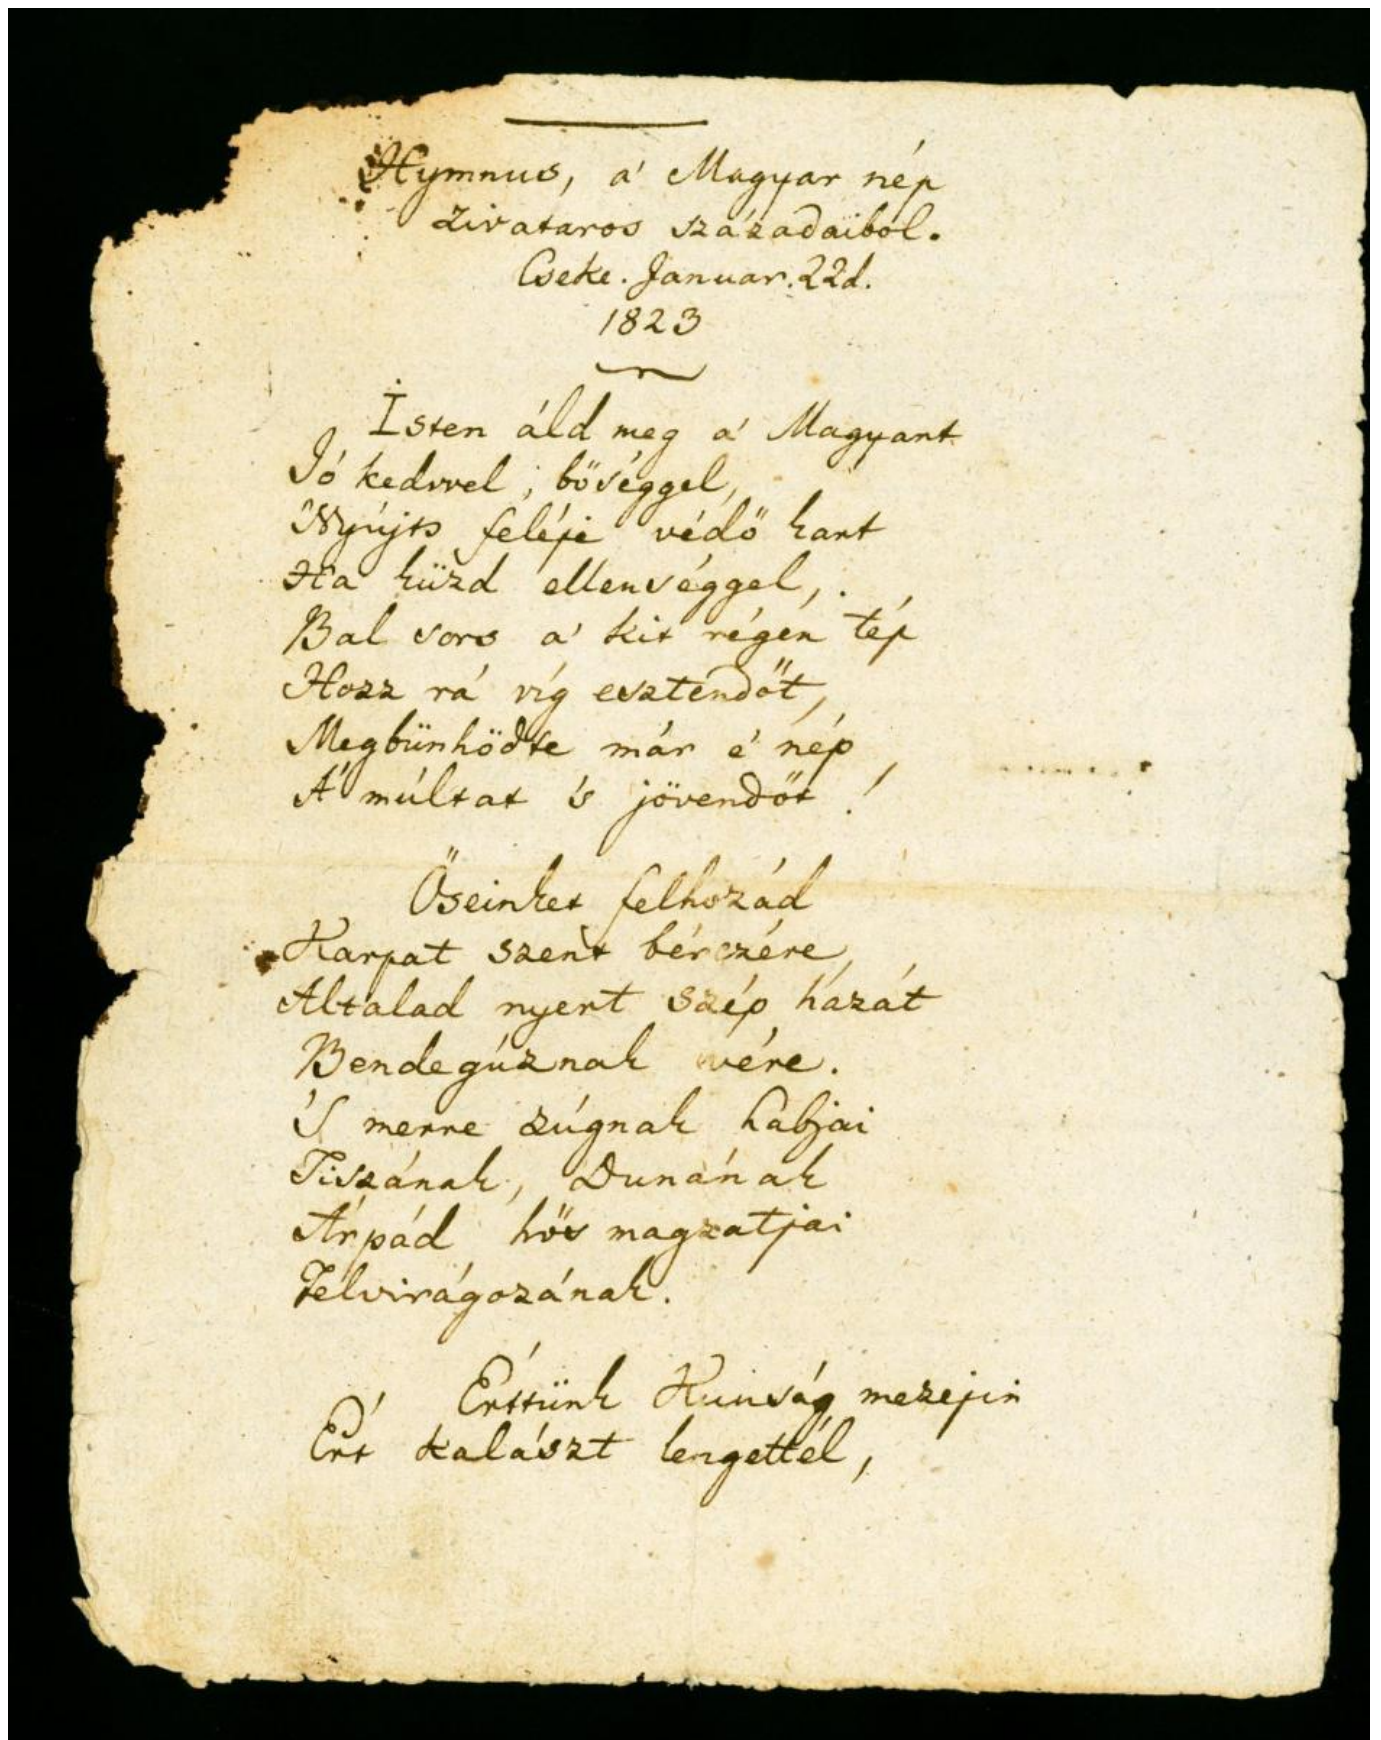 Hymnus, a' Magyar nép
zivataros századaiból.
Cseke. Januar. 22d.
1823
Isten áld meg a' Magyart
Jó kedvvel, bőséggel,
Nyújts feléje védő kart
Ha küzd ellenséggel,
Bal sors a' kit régen tép
Hozz rá víg esztendőt,
Megbünhödte már e' nép
A' múltat 's jövendőt!
Őseinket felhozád
Kárpát szent bérczére,
Általad nyert szép hazát
Bendegúznak vére.
'S merre zúgnak habjai
Tiszának, Dunának
Árpád hős magzatjai
Felvirágozának.
Érttünk Kunság mezejin
Ért kalászt lengettél,